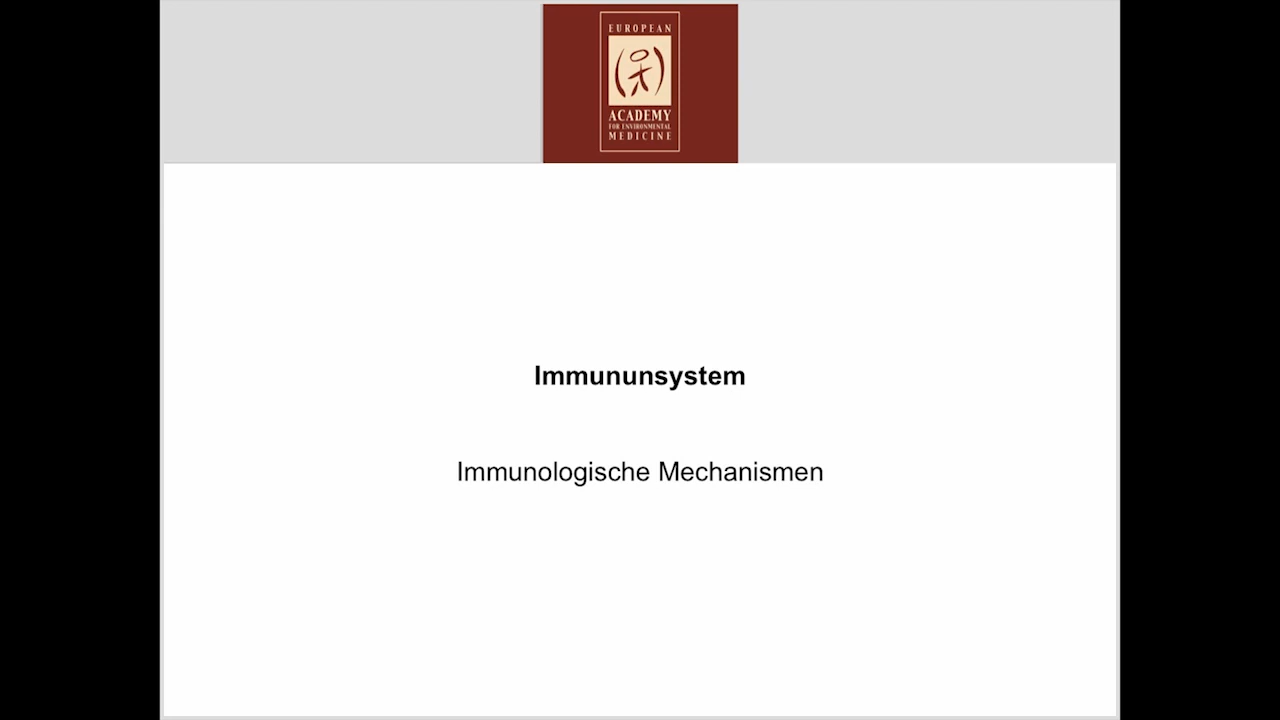 EUROPEAN
ACADEMY
FOR ENVIRONMENTAL
MEDICINE
Immununsystem
Immunologische Mechanismen